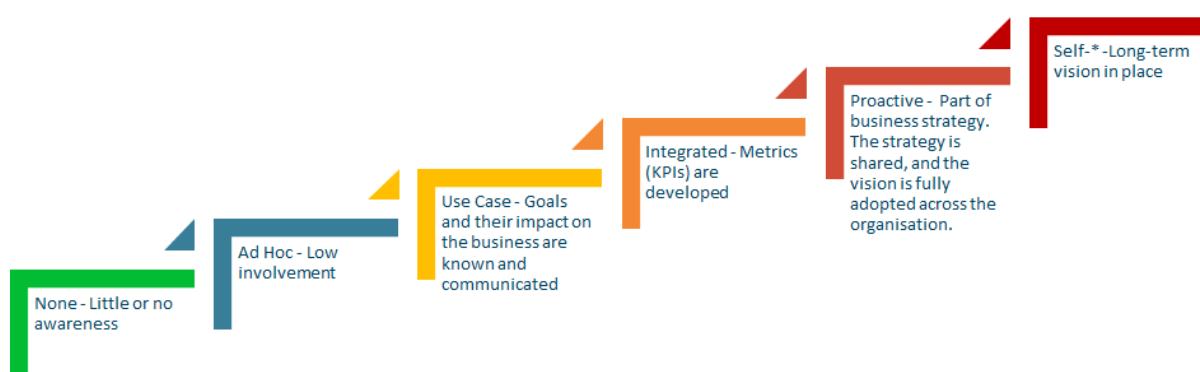 None - Little or no
awareness
Ad Hoc - Low
involvement
Use Case - Goals
and their impact on
the business are
known and
communicated
Integrated - Metrics
(KPIs) are
developed
Proactive -  Part of
business strategy.
The strategy is
shared, and the
vision is fully
adopted across the
organisation.
Self-* -Long-term
vision in place